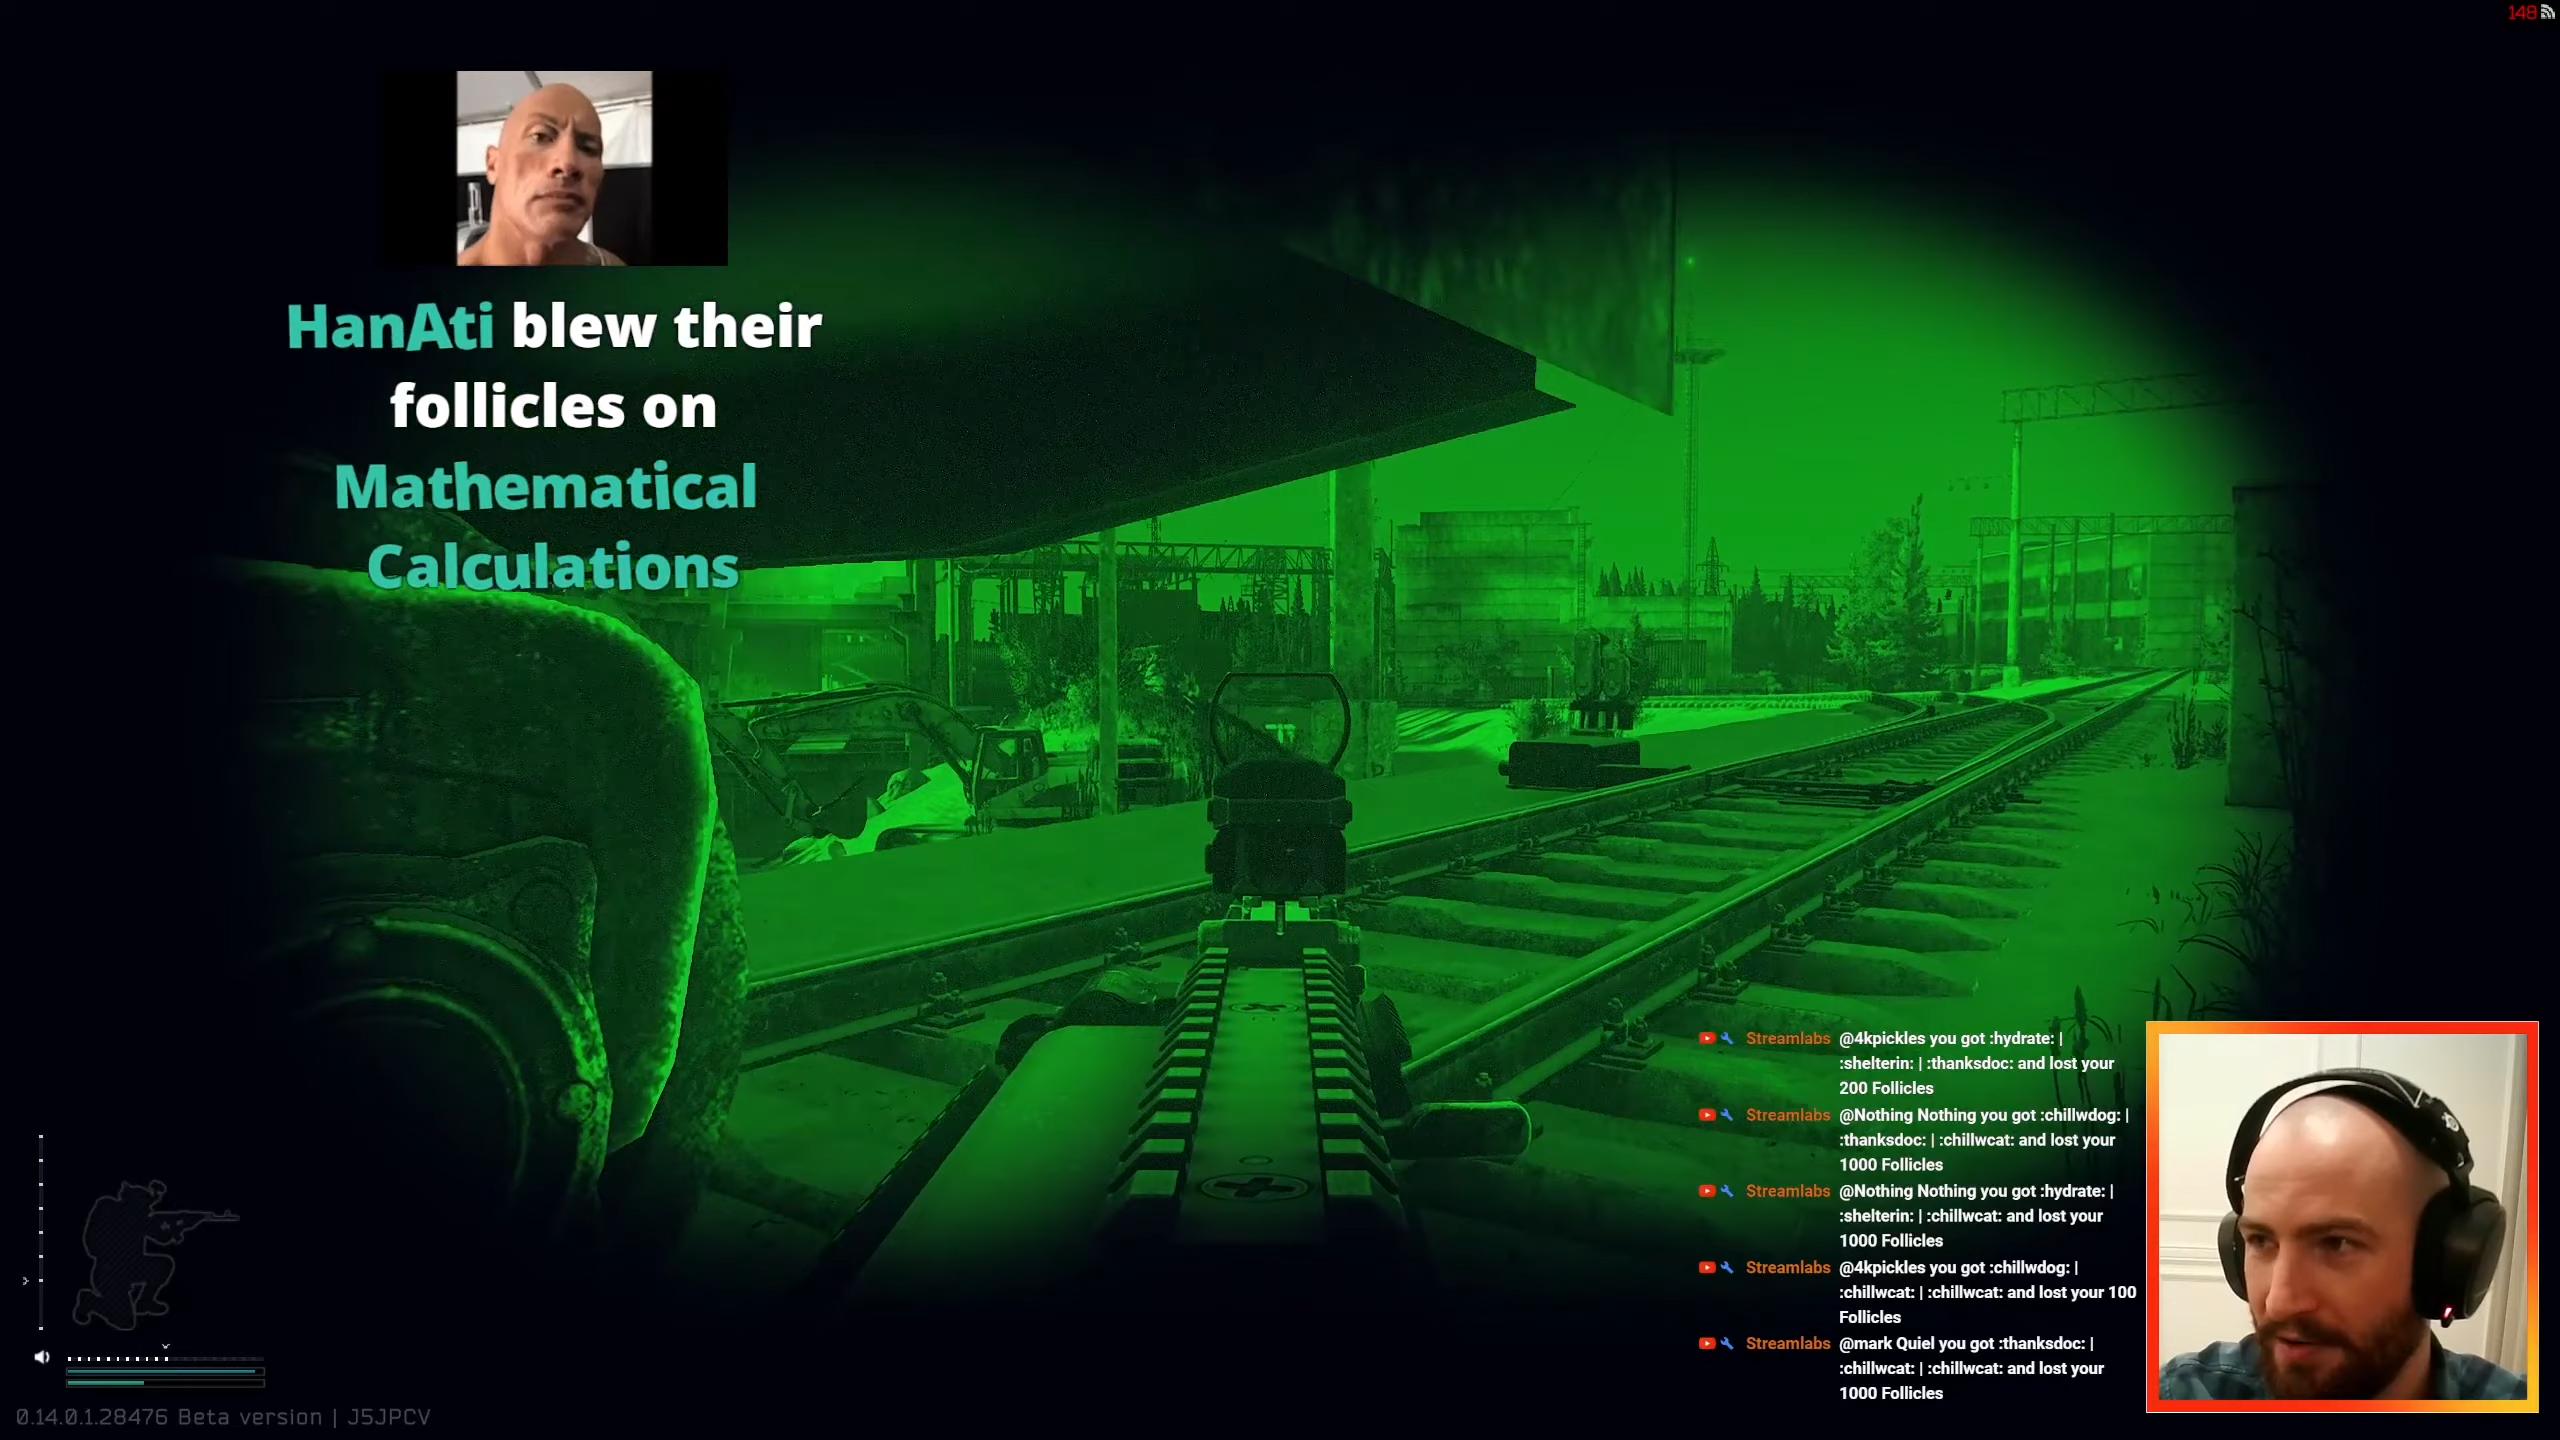 148
HanAti blew their
follicles on
Mathematical
Calculations
Streamlabs @4kpickles you got :hydrate: |
:shelterin: | :thanksdoc: and lost your
200 Follicles
Streamlabs @Nothing Nothing you got :chillwdog: |
:thanksdoc: | :chillwcat: and lost your
1000 Follicles
Streamlabs @Nothing Nothing you got :hydrate: |
:shelterin: | :chillwcat: and lost your
1000 Follicles
Streamlabs @4kpickles you got :chillwdog: |
:chillwcat: | :chillwcat: and lost your 100
Follicles
Streamlabs @mark Quiel you got :thanksdoc: |
:chillwcat: | :chillwcat: and lost your
1000 Follicles
0.14.0.1.28476 Beta version | J5JPCV